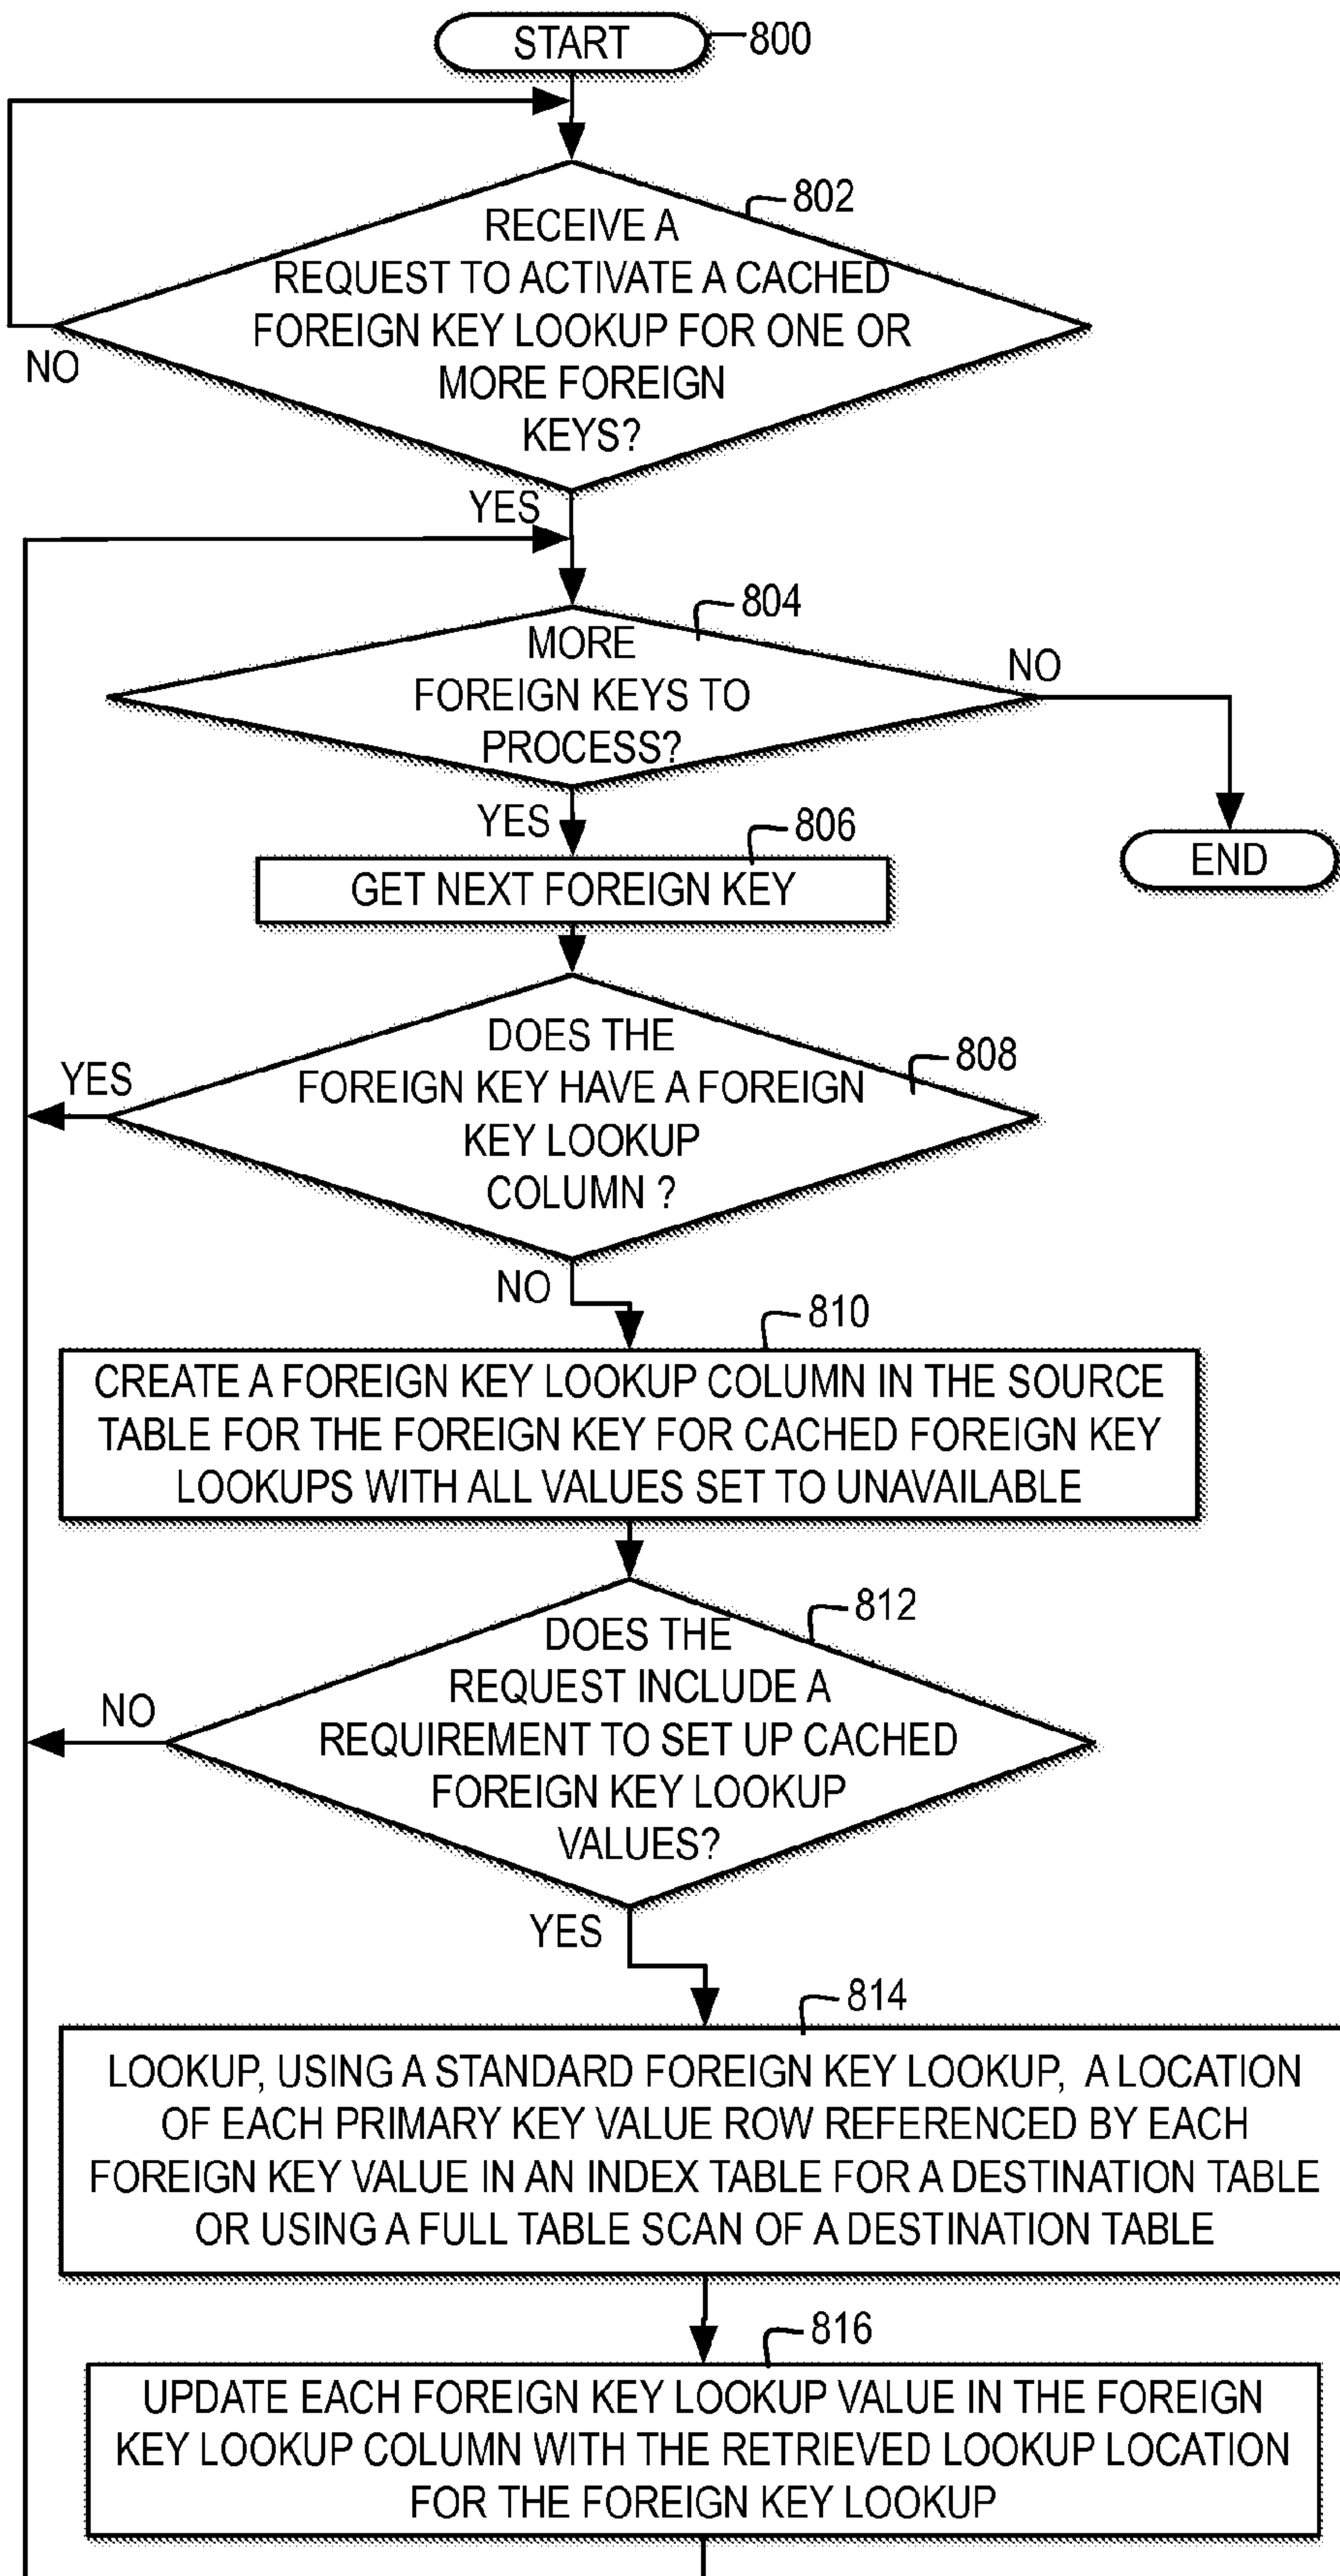 START
800
802
RECEIVE A
REQUEST TO ACTIVATE A CACHED
FOREIGN KEY LOOKUP FOR ONE OR
MORE FOREIGN
KEYS?
NO
YES
804
MORE
FOREIGN KEYS TO
PROCESS?
NO
YES
806
END
GET NEXT FOREIGN KEY
DOES THE
FOREIGN KEY HAVE A FOREIGN
KEY LOOKUP
COLUMN ?
808
YES
NO
810
CREATE A FOREIGN KEY LOOKUP COLUMN IN THE SOURCE
TABLE FOR THE FOREIGN KEY FOR CACHED FOREIGN KEY
LOOKUPS WITH ALL VALUES SET TO UNAVAILABLE
812
DOES THE
REQUEST INCLUDE A
REQUIREMENT TO SET UP CACHED
FOREIGN KEY LOOKUP
VALUES?
NO
YES
814
LOOKUP, USING A STANDARD FOREIGN KEY LOOKUP, A LOCATION
OF EACH PRIMARY KEY VALUE ROW REFERENCED BY EACH
FOREIGN KEY VALUE IN AN INDEX TABLE FOR A DESTINATION TABLE
OR USING A FULL TABLE SCAN OF A DESTINATION TABLE
816
UPDATE EACH FOREIGN KEY LOOKUP VALUE IN THE FOREIGN
KEY LOOKUP COLUMN WITH THE RETRIEVED LOOKUP LOCATION
FOR THE FOREIGN KEY LOOKUP